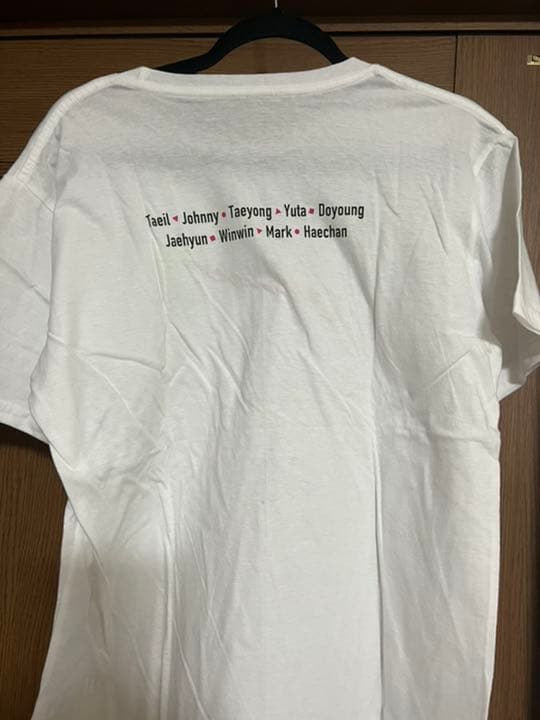 Taeil ◂ Johnny • Taeyong ▸ Yuta ▪ Doyoung
Jaehyun ▪ Winwin ▸ Mark • Haechan